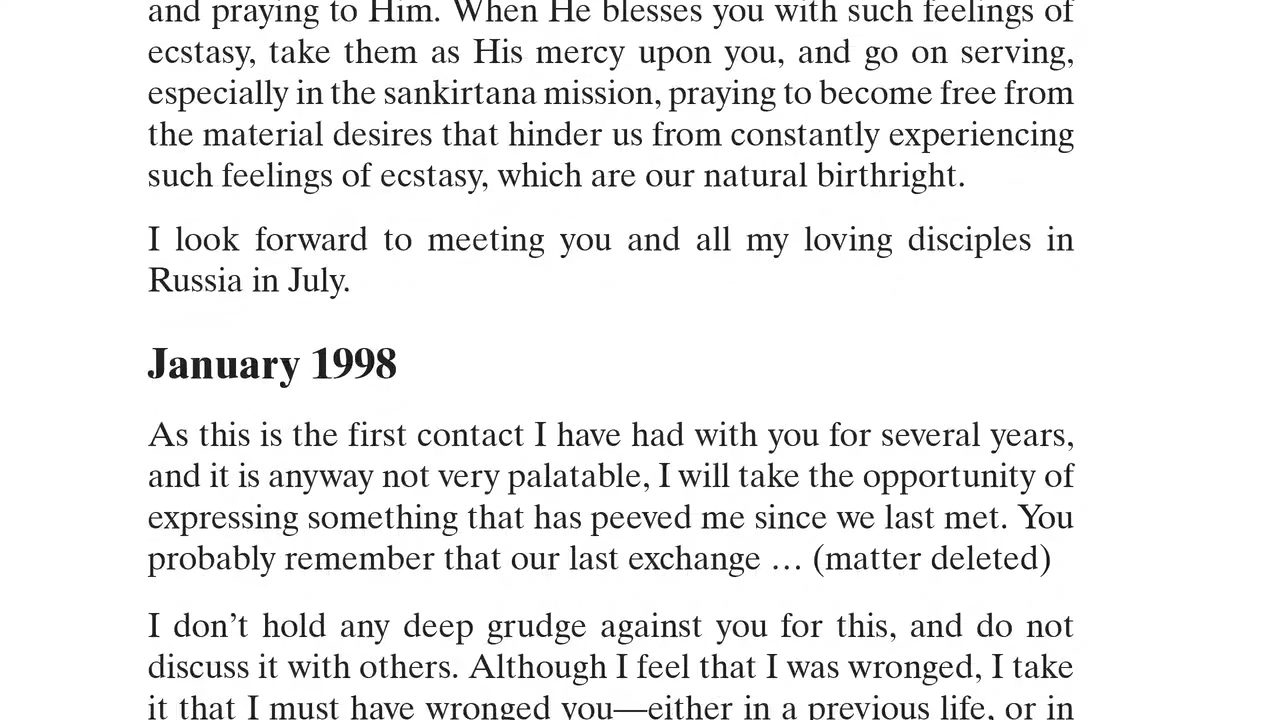 and praying to Him. When He blesses you with such feelings of
ecstasy, take them as His mercy upon you, and go on serving,
especially in the sankirtana mission, praying to become free from
the material desires that hinder us from constantly experiencing
such feelings of ecstasy, which are our natural birthright.
I look forward to meeting you and all my loving disciples in
Russia in July.
January 1998
As this is the first contact I have had with you for several years,
and it is anyway not very palatable, I will take the opportunity of
expressing something that has peeved me since we last met. You
probably remember that our last exchange … (matter deleted)
I don’t hold any deep grudge against you for this, and do not
discuss it with others. Although I feel that I was wronged, I take
it that I must have wronged you—either in a previous life, or in